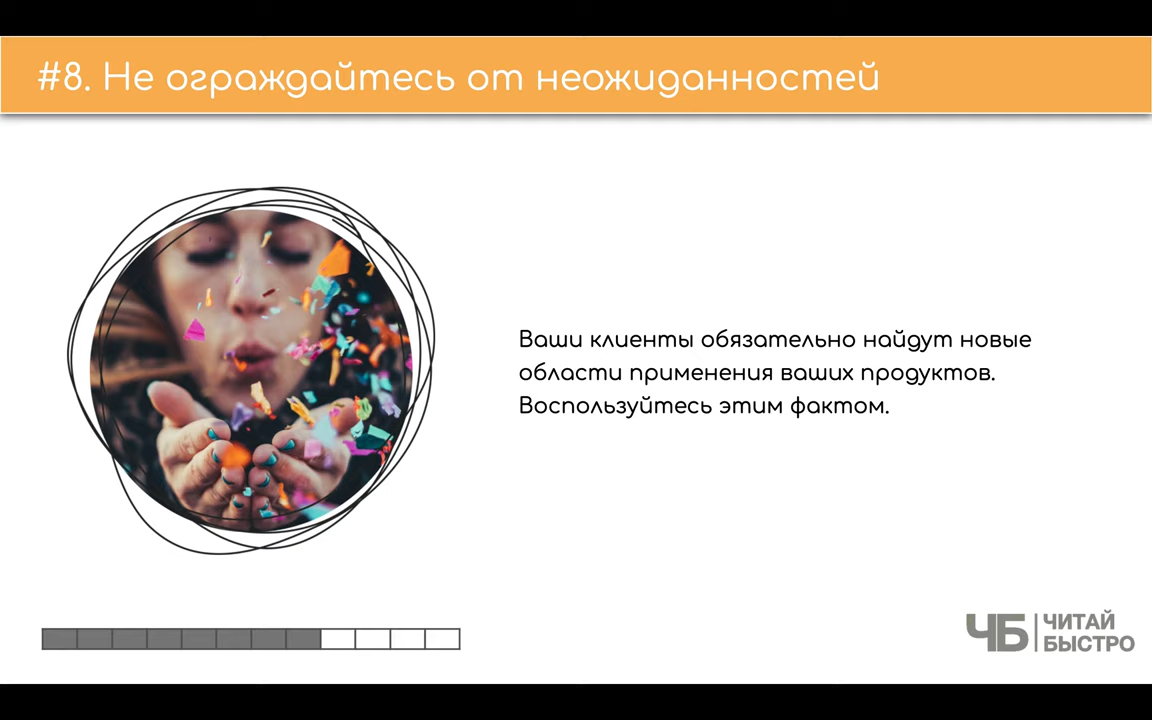 #8. Не ограждайтесь от неожиданностей
Ваши клиенты обязательно найдут новые
области применения ваших продуктов.
Воспользуйтесь этим фактом.
ЧБ
ЧИТАЙ
БЫСТРО